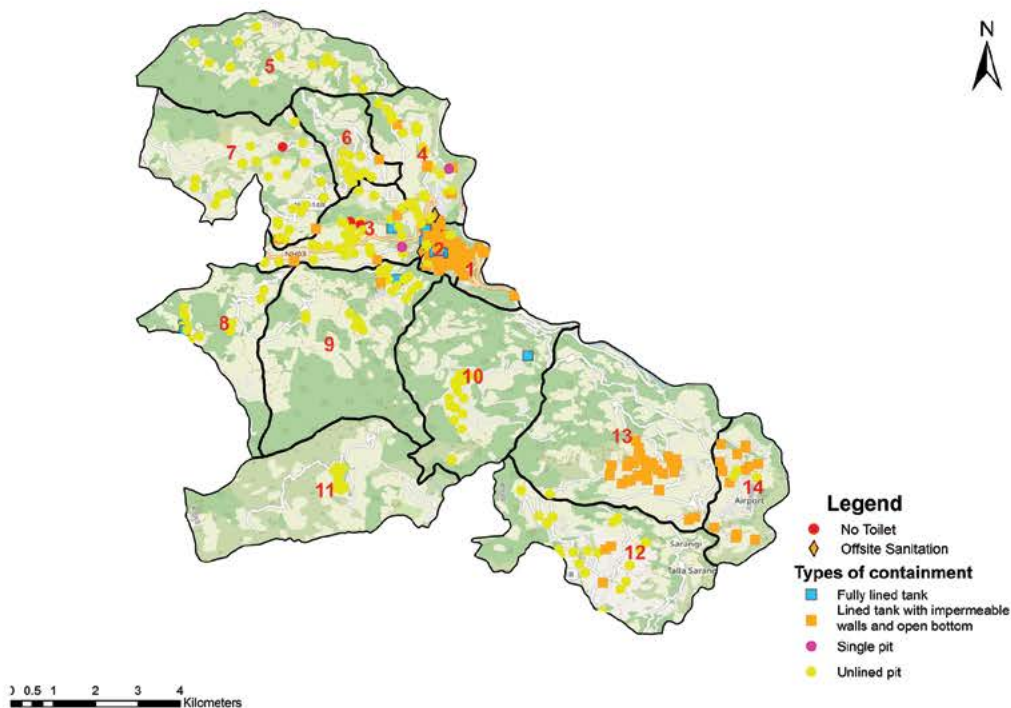 N
5
6
7
4
3
NH03
2
1
8
9
10
13
11
14
Airport
12
Sarangi
Talla Sarang
Legend
No Toilet
Offsite Sanitation
Types of containment
Fully lined tank
Lined tank with impermeable
walls and open bottom
Single pit
Unlined pit
0 0.5 1 2 3 4
Kilometers